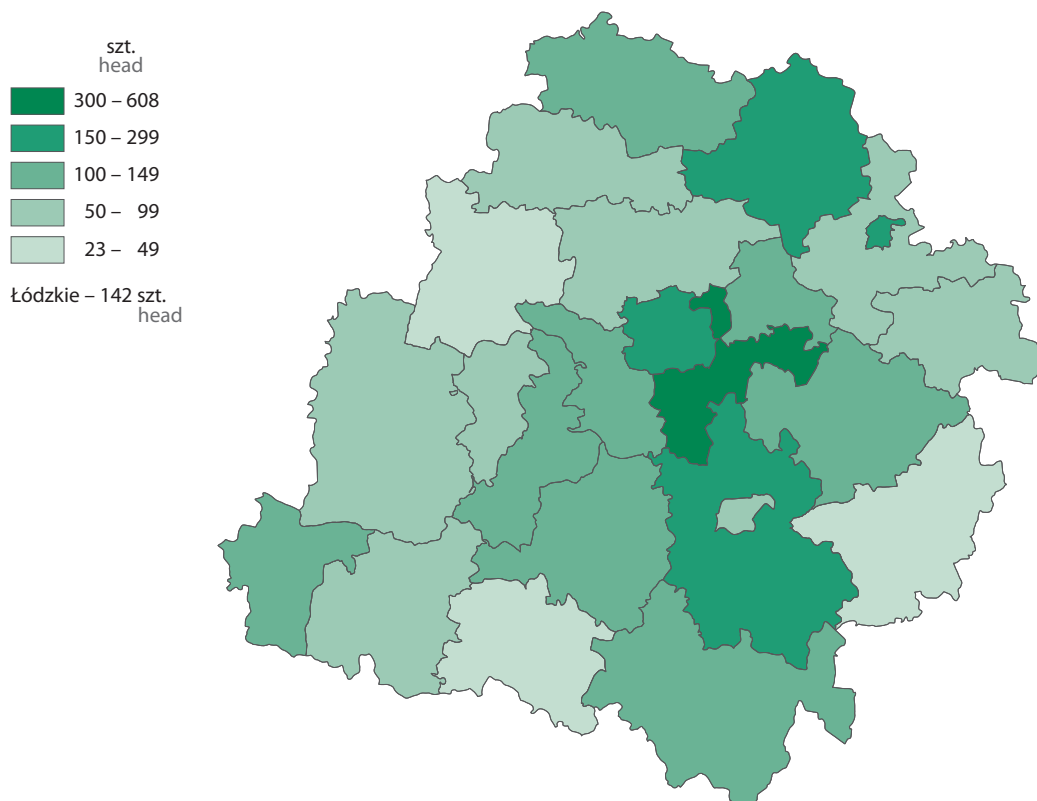 szt.
head
300 – 608
150 – 299
100 – 149
50 – 99
23 – 49
Łódzkie – 142 szt.
head